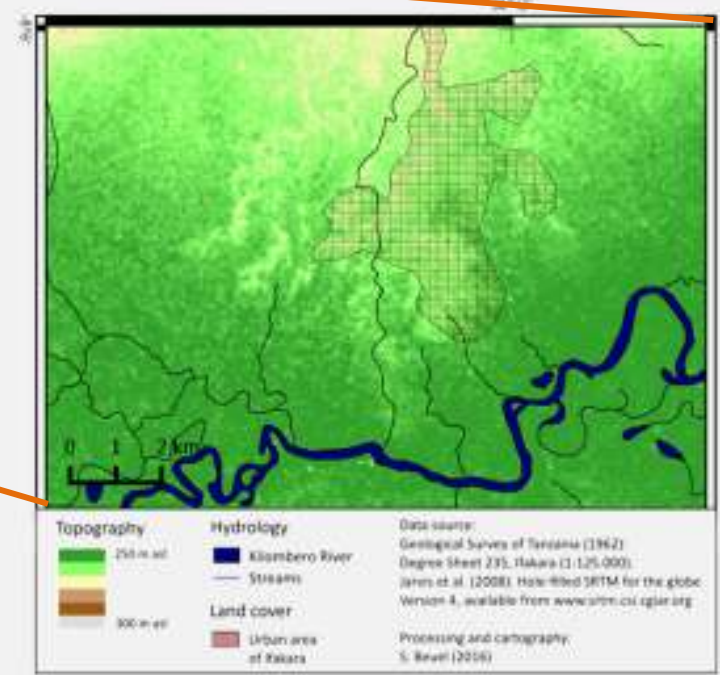 0 1 2 km
Topography
250 m asl
300 m asl
Hydrology
Kilombero River
Streams
Land cover
Urban area
of Ifakara
Data source:
Geological Survey of Tanzania (1962):
Degree Sheet 235, Ifakara (1:125.000).
Jarvis et al. (2008): Hole-filled SRTM for the globe
Version 4, available from www.srtm.csi.cgiar.org
Processing and cartography:
(2016)